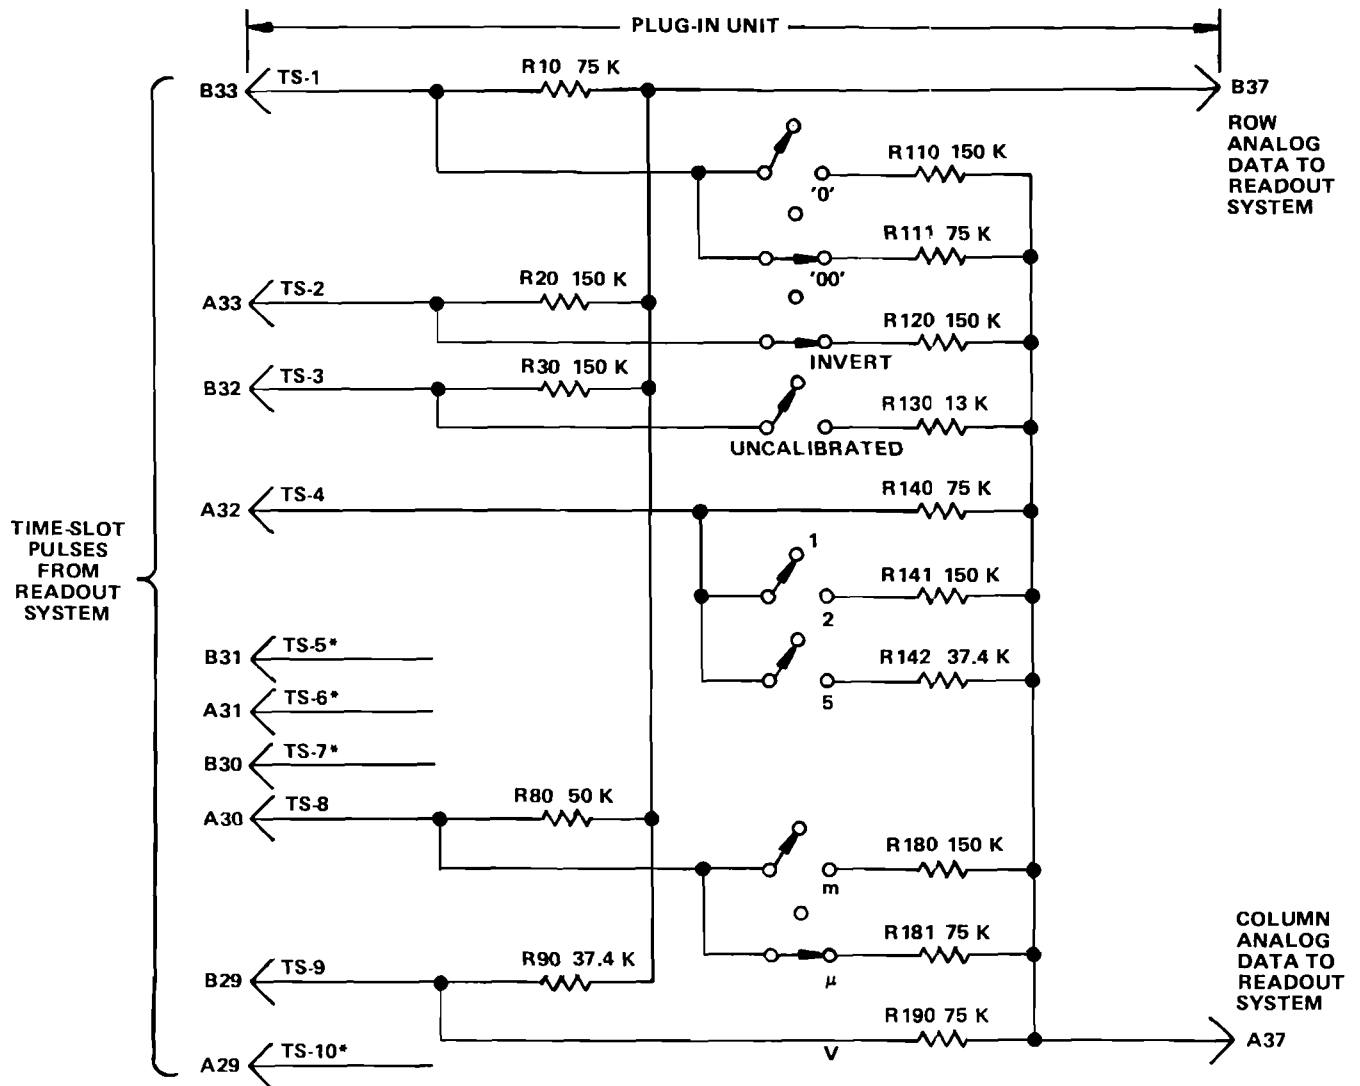 PLUG-IN UNIT
B33 TS-1 R10 75 K B37
ROW
ANALOG
DATA TO
READOUT
SYSTEM
R110 150 K
'0'
R111 75 K
'00'
A33 TS-2 R20 150 K
R120 150 K
INVERT
B32 TS-3 R30 150 K
R130 13 K
UNCALIBRATED
A32 TS-4 R140 75 K
TIME-SLOT
PULSES
FROM
READOUT
SYSTEM
1
R141 150 K
2
R142 37.4 K
5
B31 TS-5*
A31 TS-6*
B30 TS-7*
A30 TS-8 R80 50 K
R180 150 K
m
R181 75 K
μ
B29 TS-9 R90 37.4 K
COLUMN
ANALOG
DATA TO
READOUT
SYSTEM
R190 75 K
V
A37
A29 TS-10*